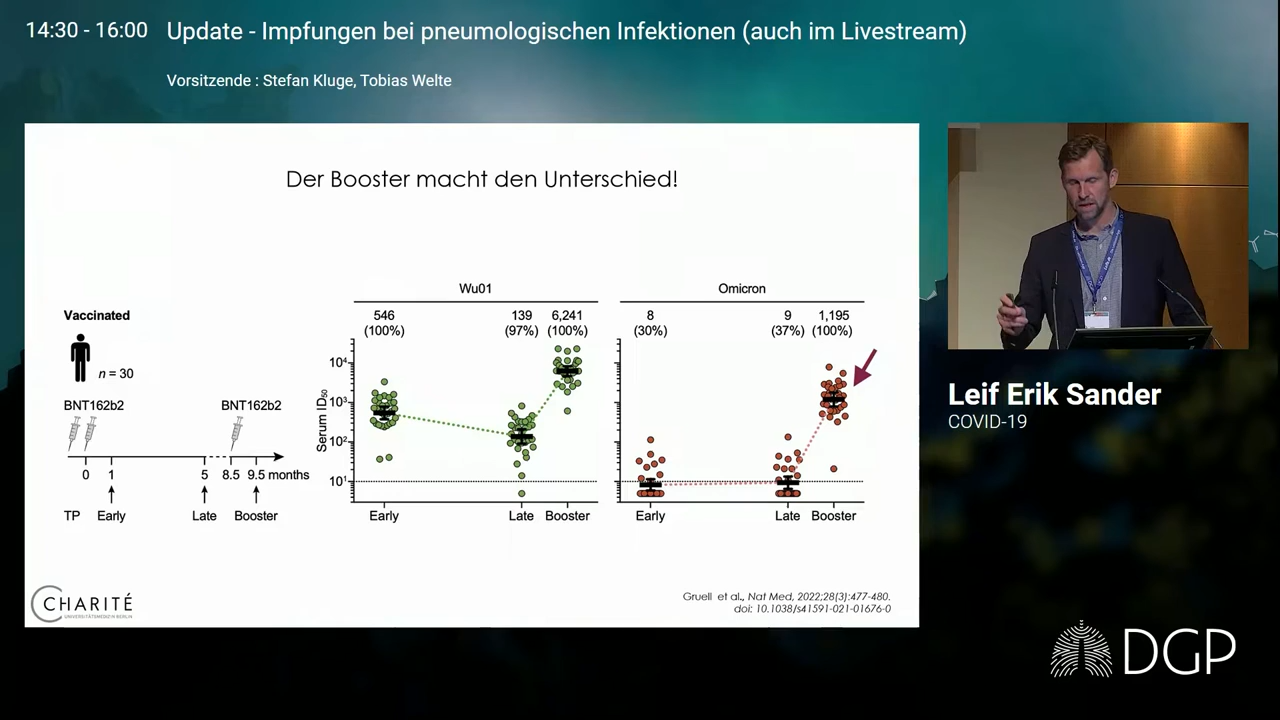 14:30 - 16:00 Update - Impfungen bei pneumologischen Infektionen (auch im Livestream)
Vorsitzende : Stefan Kluge, Tobias Welte
Der Booster macht den Unterschied!
Vaccinated
n = 30
BNT162b2 BNT162b2
0 1 5 8.5 9.5 months
TP Early Late Booster
Wu01
546 139 6,241
(100%) (97%) (100%)
Serum ID50
10⁴
10³
10²
10¹
Early Late Booster
Omicron
8 9 1,195
(30%) (37%) (100%)
Early Late Booster
CHARITÉ
UNIVERSITÄTSMEDIZIN BERLIN
Gruell et al., Nat Med, 2022;28(3):477-480.
doi: 10.1038/s41591-021-01676-0
Leif Erik Sander
COVID-19
DGP